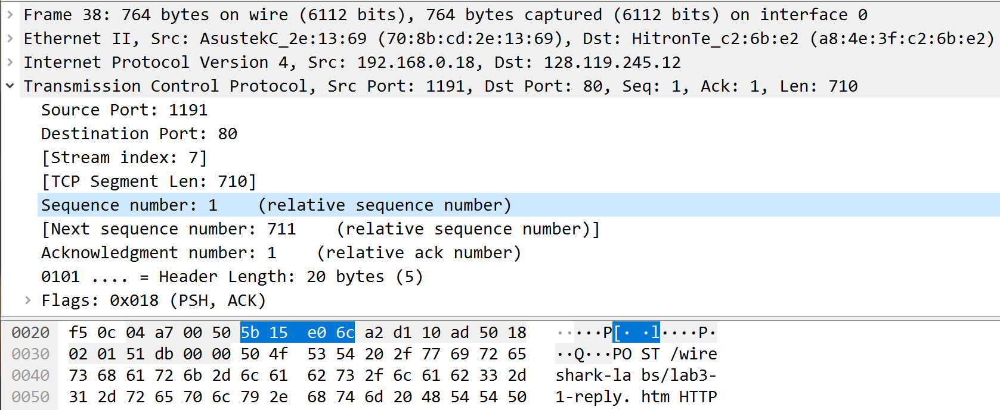 Frame 38: 764 bytes on wire (6112 bits), 764 bytes captured (6112 bits) on interface 0
Ethernet II, Src: AsustekC_2e:13:69 (70:8b:cd:2e:13:69), Dst: HitronTe_c2:6b:e2 (a8:4e:3f:c2:6b:e2)
Internet Protocol Version 4, Src: 192.168.0.18, Dst: 128.119.245.12
Transmission Control Protocol, Src Port: 1191, Dst Port: 80, Seq: 1, Ack: 1, Len: 710
Source Port: 1191
Destination Port: 80
[Stream index: 7]
[TCP Segment Len: 710]
Sequence number: 1    (relative sequence number)
[Next sequence number: 711    (relative sequence number)]
Acknowledgment number: 1    (relative ack number)
0101 .... = Header Length: 20 bytes (5)
Flags: 0x018 (PSH, ACK)
0020  f5 0c 04 a7 00 50 5b 15  e0 6c a2 d1 10 ad 50 18  ·····P[· ·l····P·
0030  02 01 51 db 00 00 50 4f  53 54 20 2f 77 69 72 65  ··Q···PO ST /wire
0040  73 68 61 72 6b 2d 6c 61  62 73 2f 6c 61 62 33 2d  shark-la bs/lab3-
0050  31 2d 72 65 70 6c 79 2e  68 74 6d 20 48 54 54 50  1-reply. htm HTTP